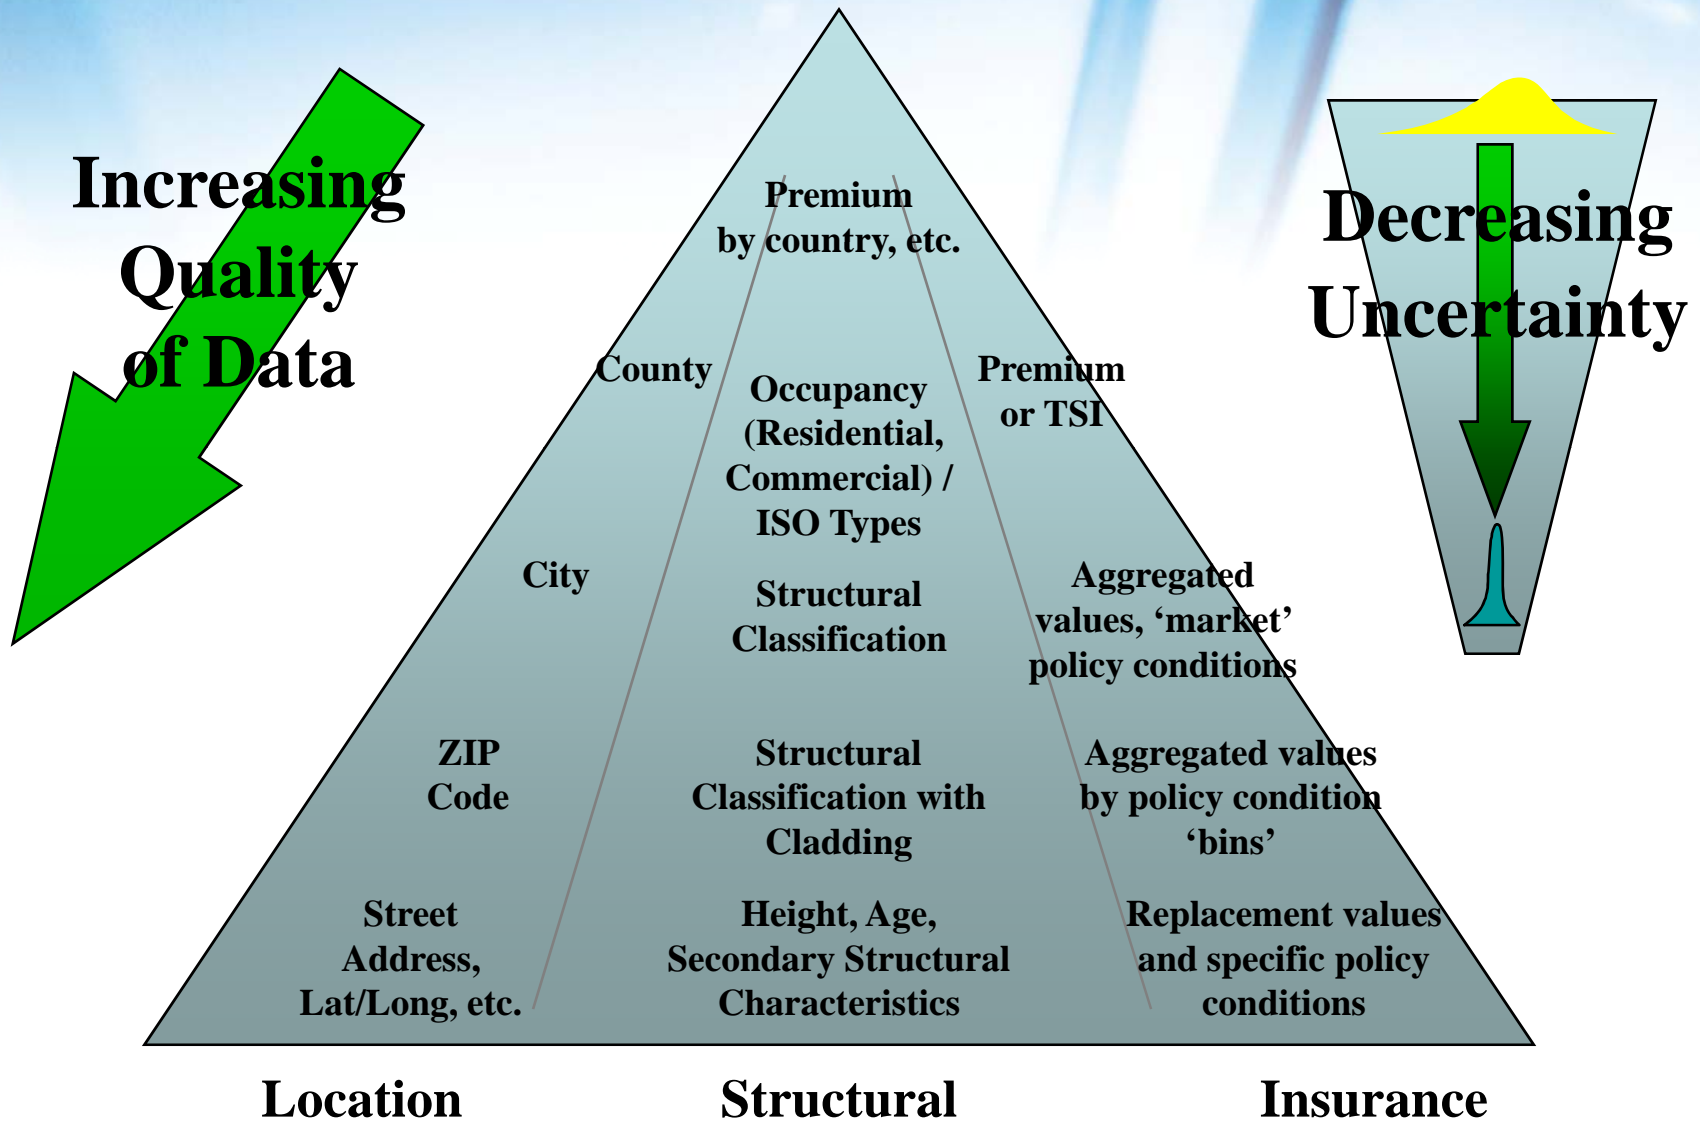 Increasing
Quality
of Data
Decreasing
Uncertainty
Premium
by country, etc.
County
Occupancy
(Residential,
Commercial) /
ISO Types
Premium
or TSI
City
Structural
Classification
Aggregated
values, ‘market’
policy conditions
ZIP
Code
Structural
Classification with
Cladding
Aggregated values
by policy condition
‘bins’
Street
Address,
Lat/Long, etc.
Height, Age,
Secondary Structural
Characteristics
Replacement values
and specific policy
conditions
Location
Structural
Insurance